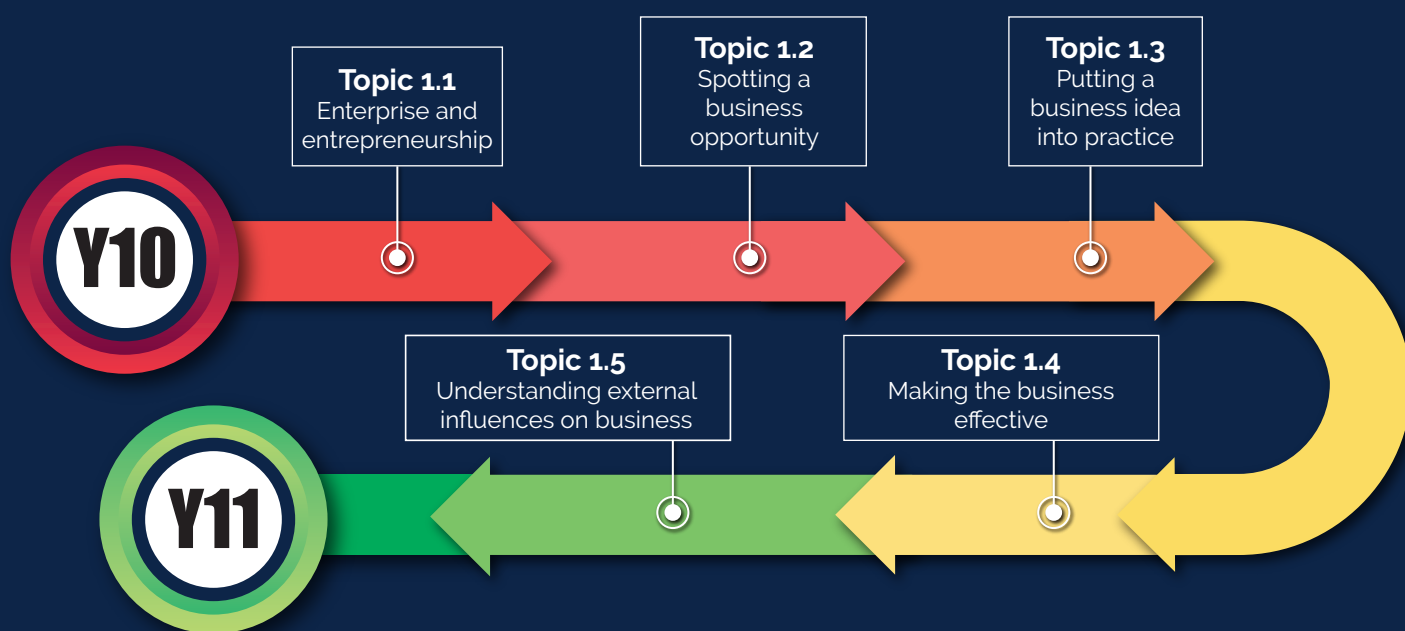 Y10
Topic 1.1
Enterprise and
entrepreneurship
Topic 1.2
Spotting a
business
opportunity
Topic 1.3
Putting a
business idea
into practice
Topic 1.4
Making the business
effective
Topic 1.5
Understanding external
influences on business
Y11